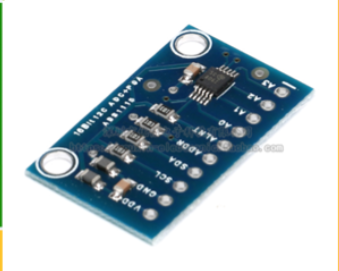 16Bit I2C ADC+PGA
ADS1115
A3
A2
A1
A0
ALRT
ADDR
SDA
SCL
GND
VDD